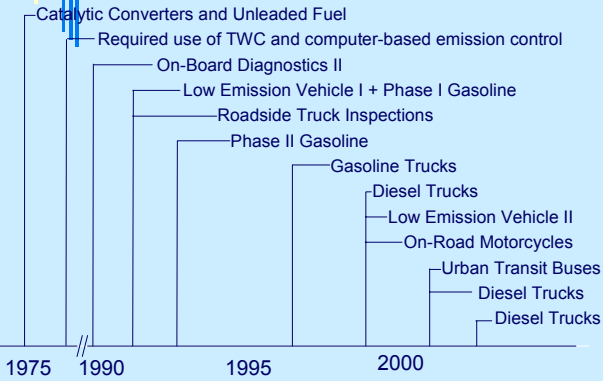 Catalytic Converters and Unleaded Fuel
Required use of TWC and computer-based emission control
On-Board Diagnostics II
Low Emission Vehicle I + Phase I Gasoline
Roadside Truck Inspections
Phase II Gasoline
Gasoline Trucks
Diesel Trucks
Low Emission Vehicle II
On-Road Motorcycles
Urban Transit Buses
Diesel Trucks
Diesel Trucks
1975 // 1990 1995 2000